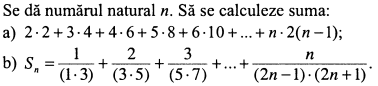 Se dă numărul natural n. Să se calculeze suma:
a) 2·2+3·4+4·6+5·8+6·10+...+n·2(n−1);
b) Sₙ = 1/(1·3) + 2/(3·5) + 3/(5·7) + ... + n/((2n−1)·(2n+1)).